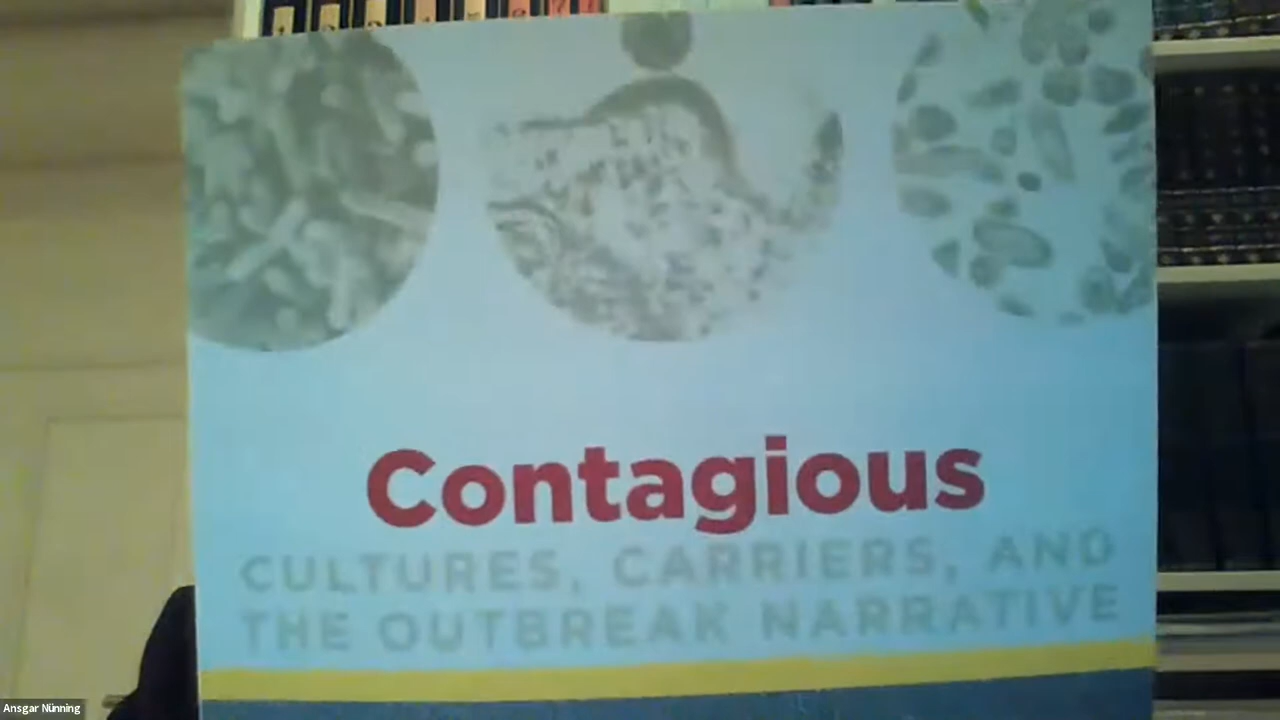 Contagious
CULTURES, CARRIERS, AND
THE OUTBREAK NARRATIVE
Ansgar Nünning